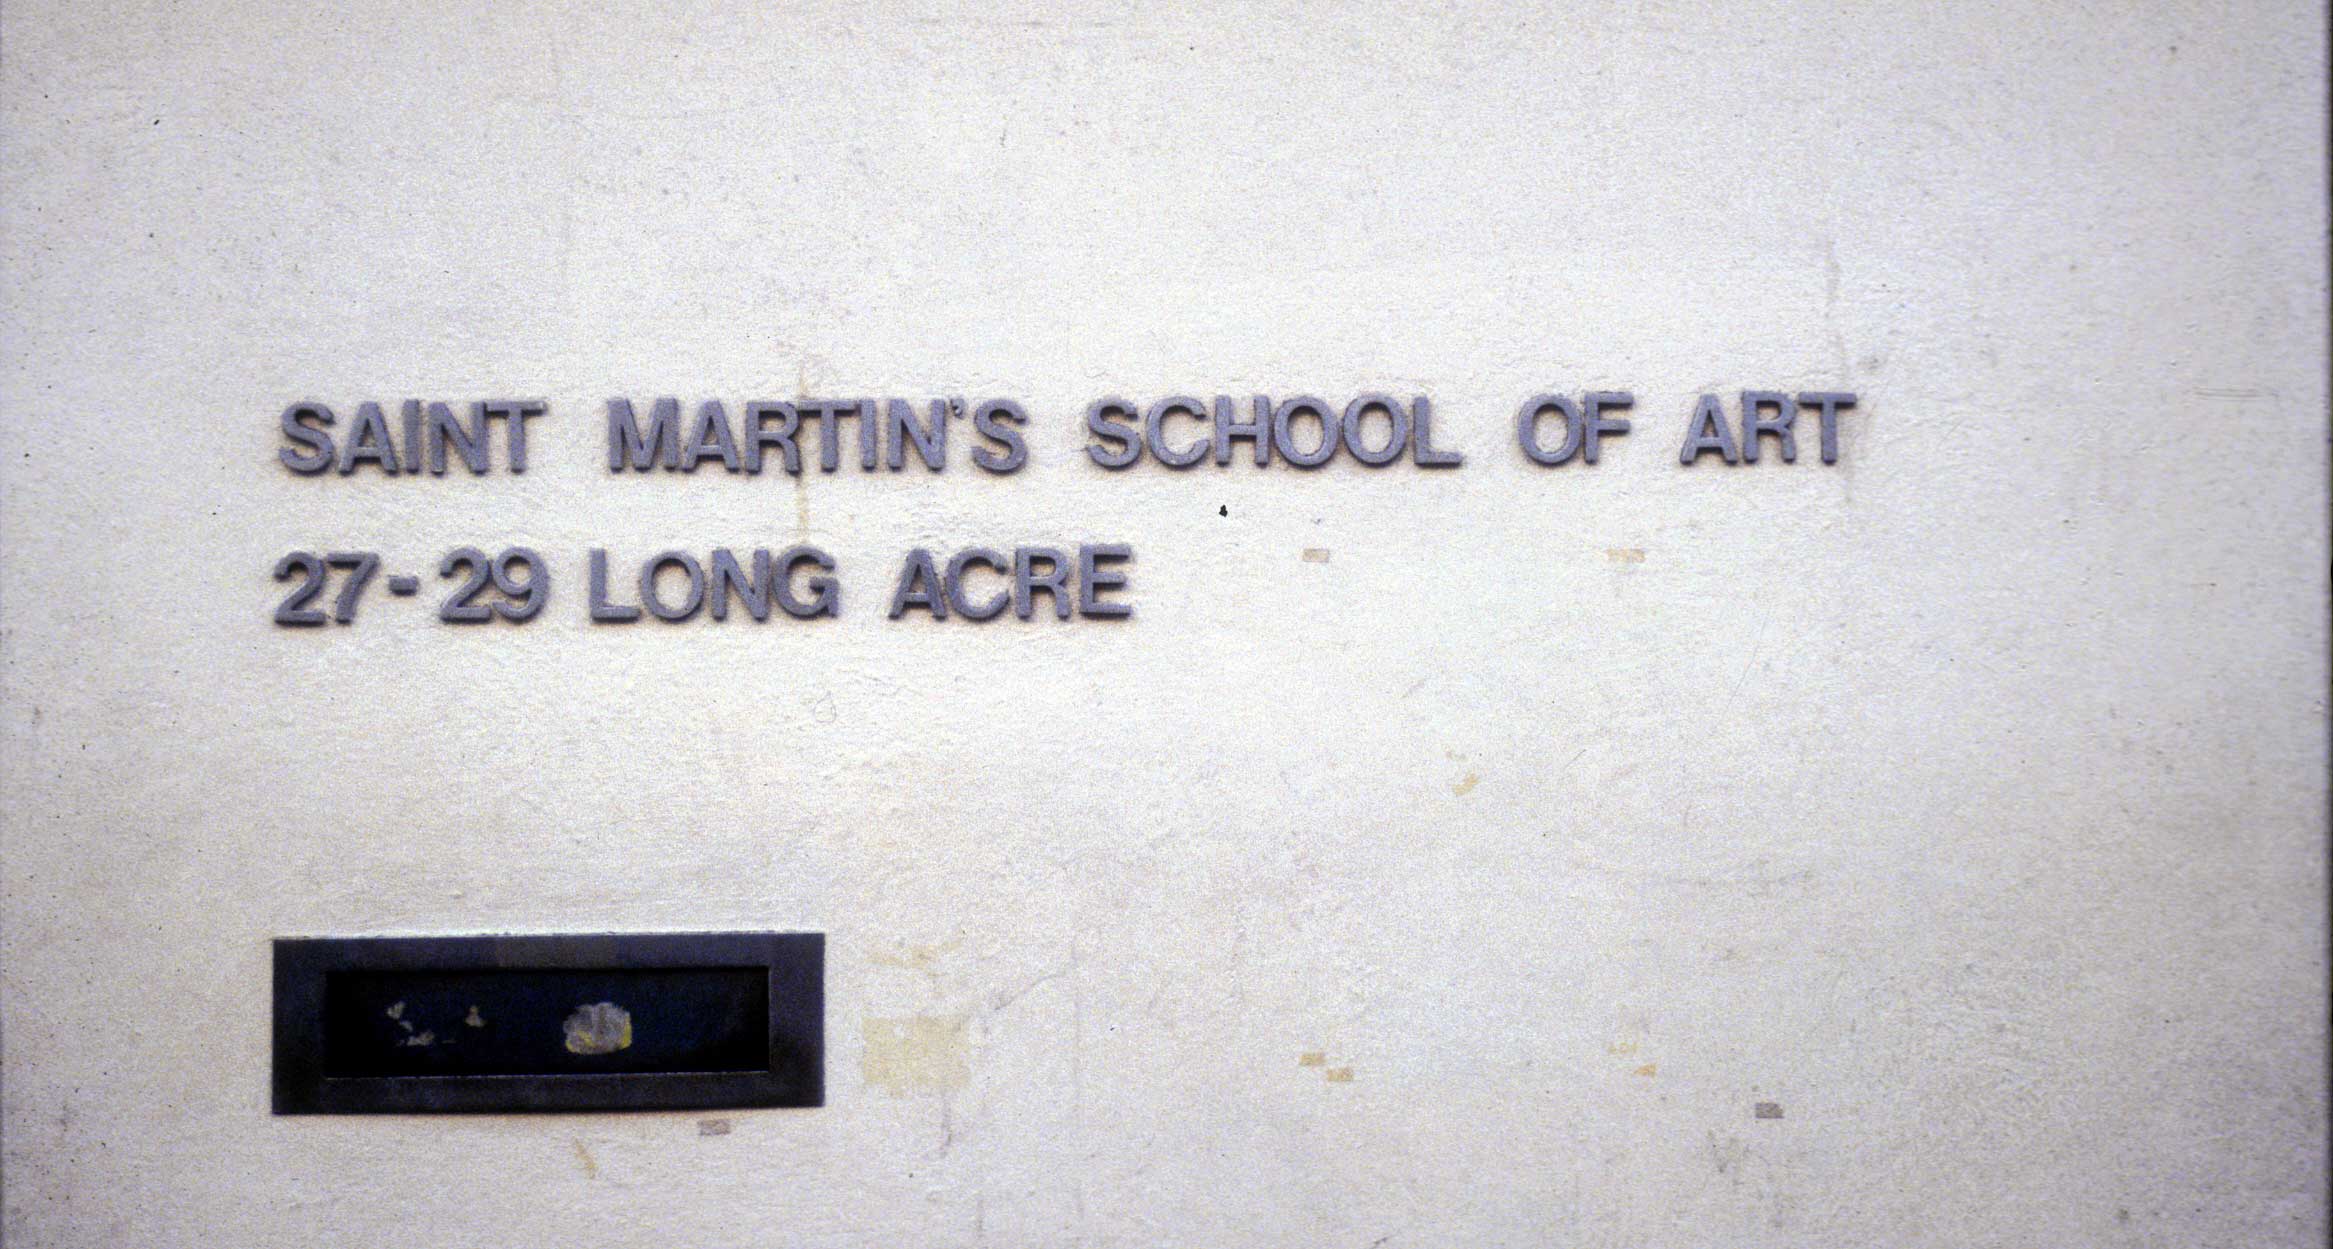 SAINT MARTIN'S SCHOOL OF ART
27-29 LONG ACRE